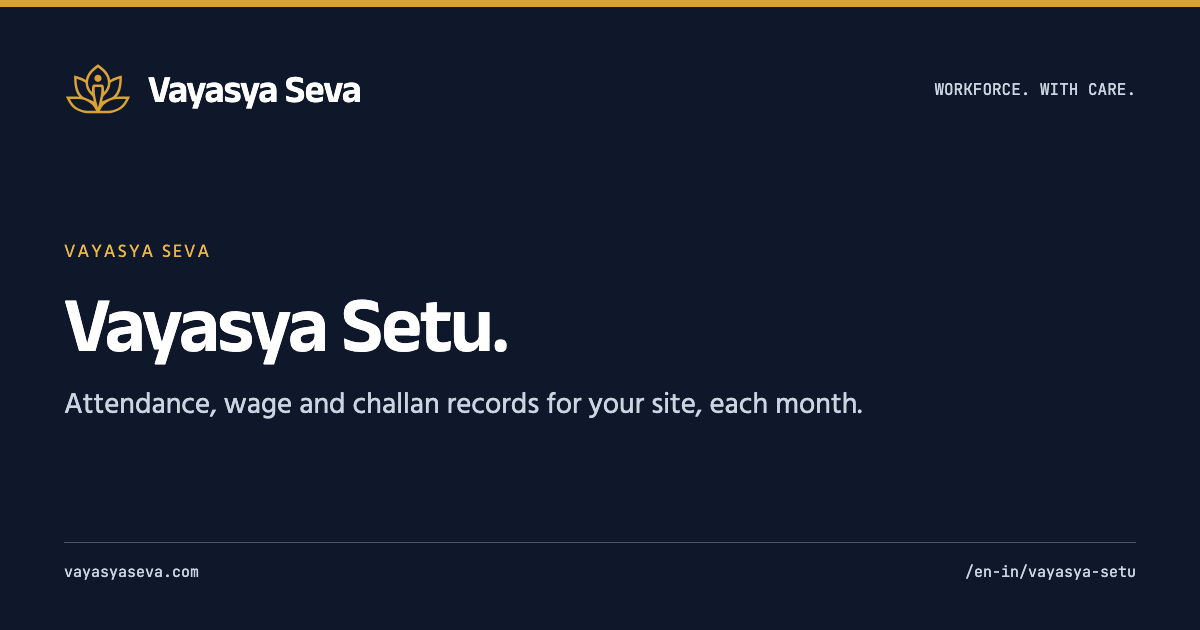 Vayasya Seva
WORKFORCE. WITH CARE.
VAYASYA SEVA
Vayasya Setu.
Attendance, wage and challan records for your site, each month.
vayasyaseva.com
/en-in/vayasya-setu